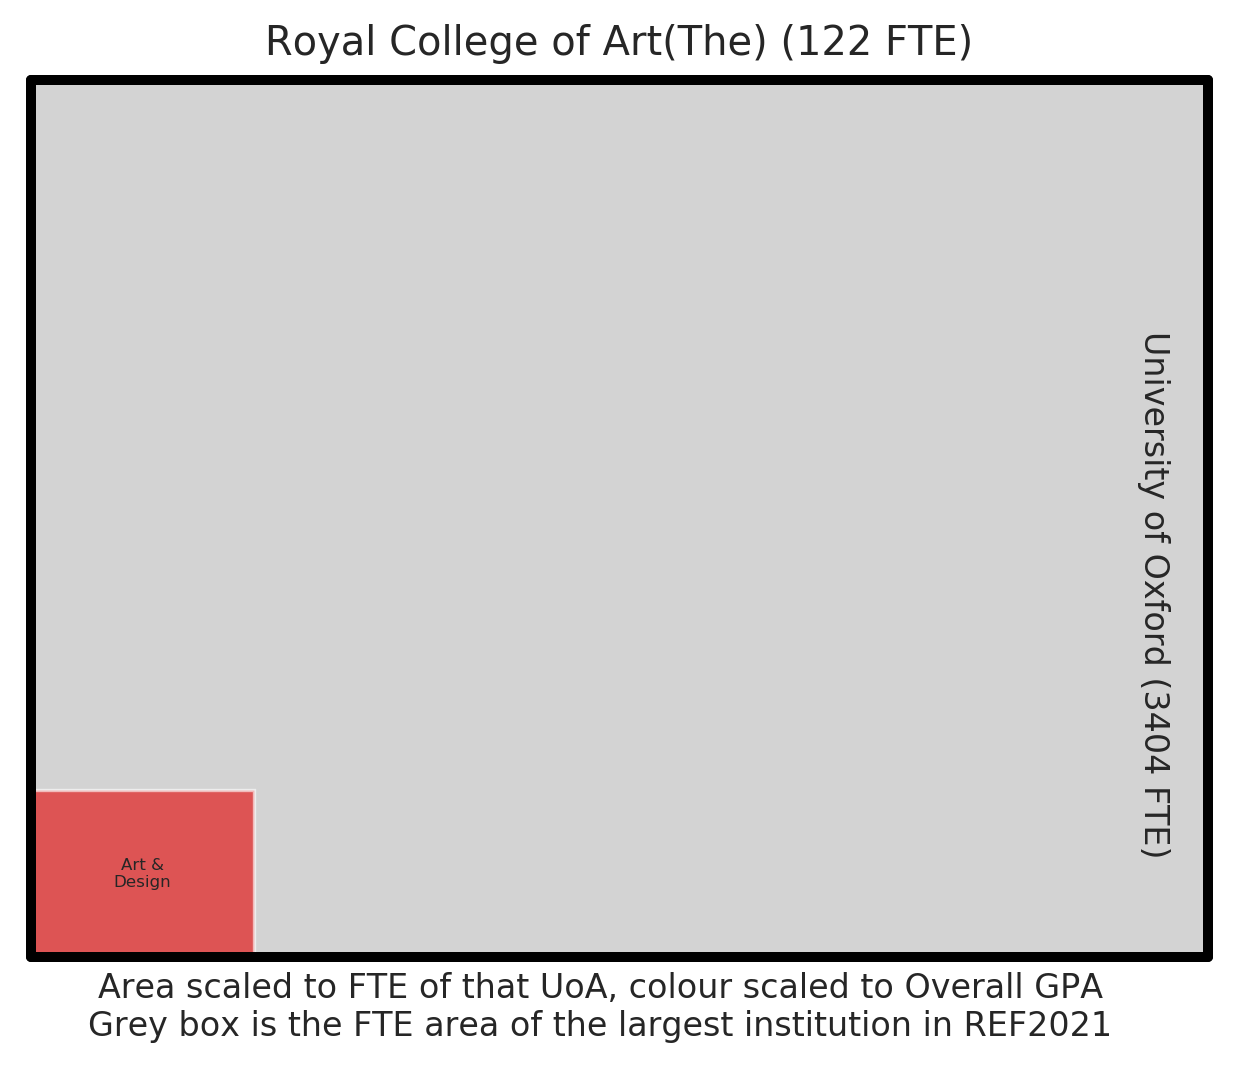 Royal College of Art(The) (122 FTE)
University of Oxford (3404 FTE)
Art &
Design
Area scaled to FTE of that UoA, colour scaled to Overall GPA
Grey box is the FTE area of the largest institution in REF2021